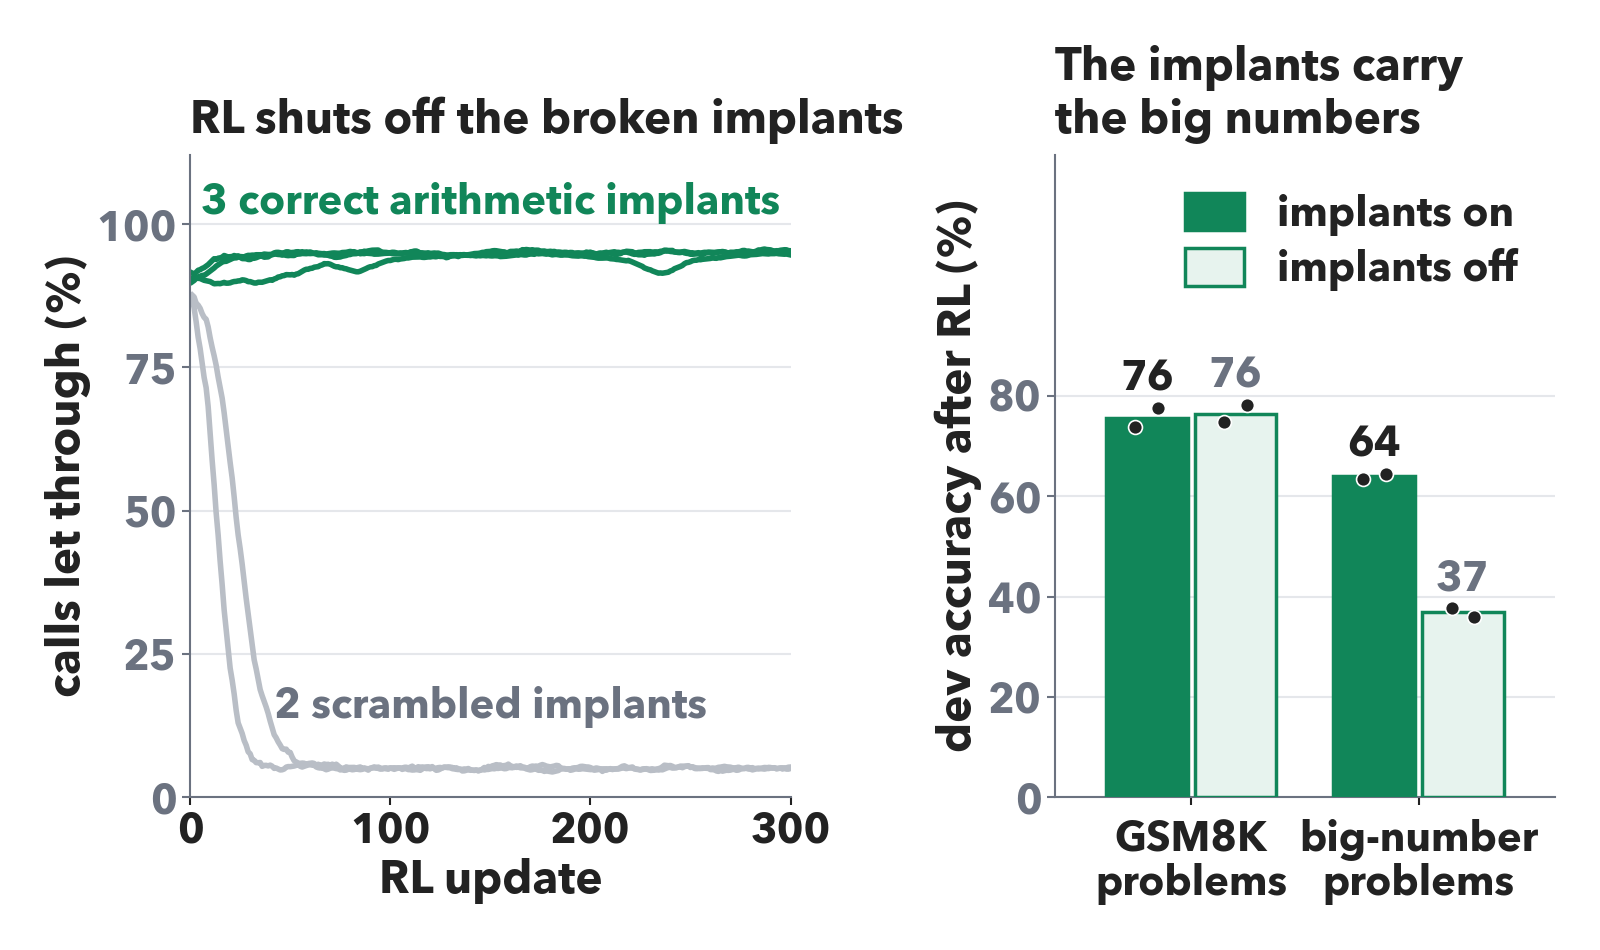 RL shuts off the broken implants
calls let through (%)
100
75
50
25
0
3 correct arithmetic implants
2 scrambled implants
0 100 200 300
RL update
The implants carry
the big numbers
dev accuracy after RL (%)
80
60
40
20
0
implants on
implants off
76 76
64
37
GSM8K
problems
big-number
problems